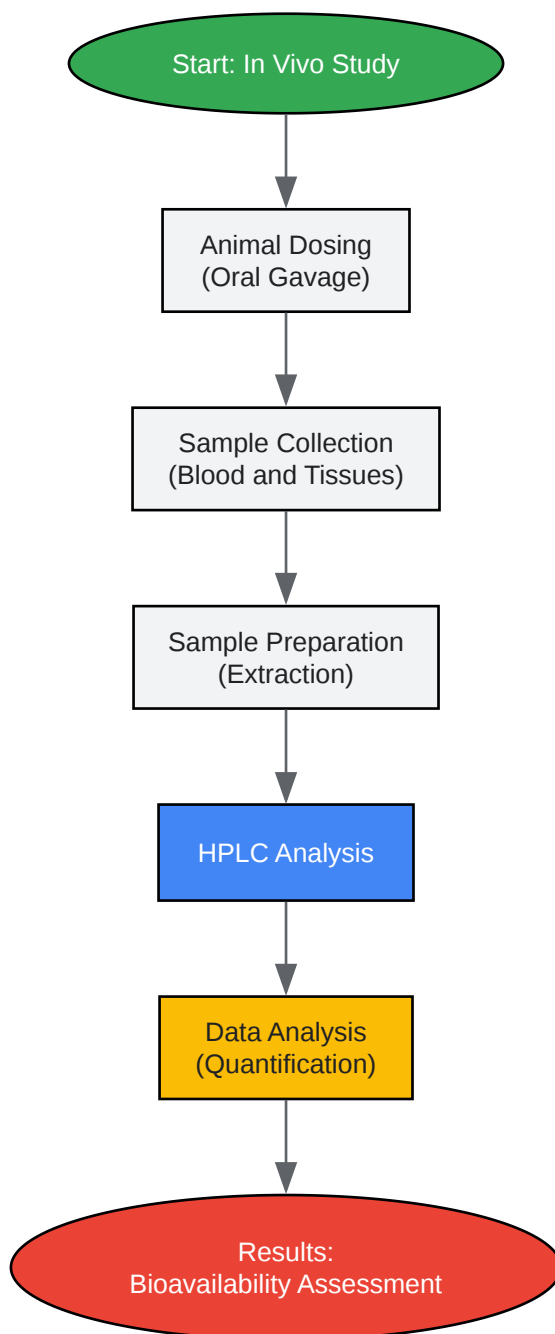 Start: In Vivo Study
Animal Dosing
(Oral Gavage)
Sample Collection
(Blood and Tissues)
Sample Preparation
(Extraction)
HPLC Analysis
Data Analysis
(Quantification)
Results:
Bioavailability Assessment